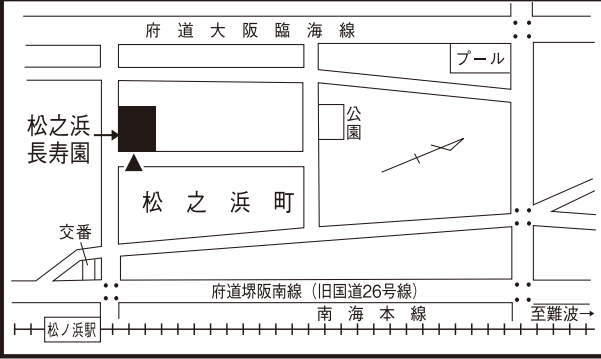 府道大阪臨海線
プール
松之浜
長寿園
公園
松之浜町
交番
府道堺阪南線（旧国道26号線）
南海本線
至難波→
松ノ浜駅